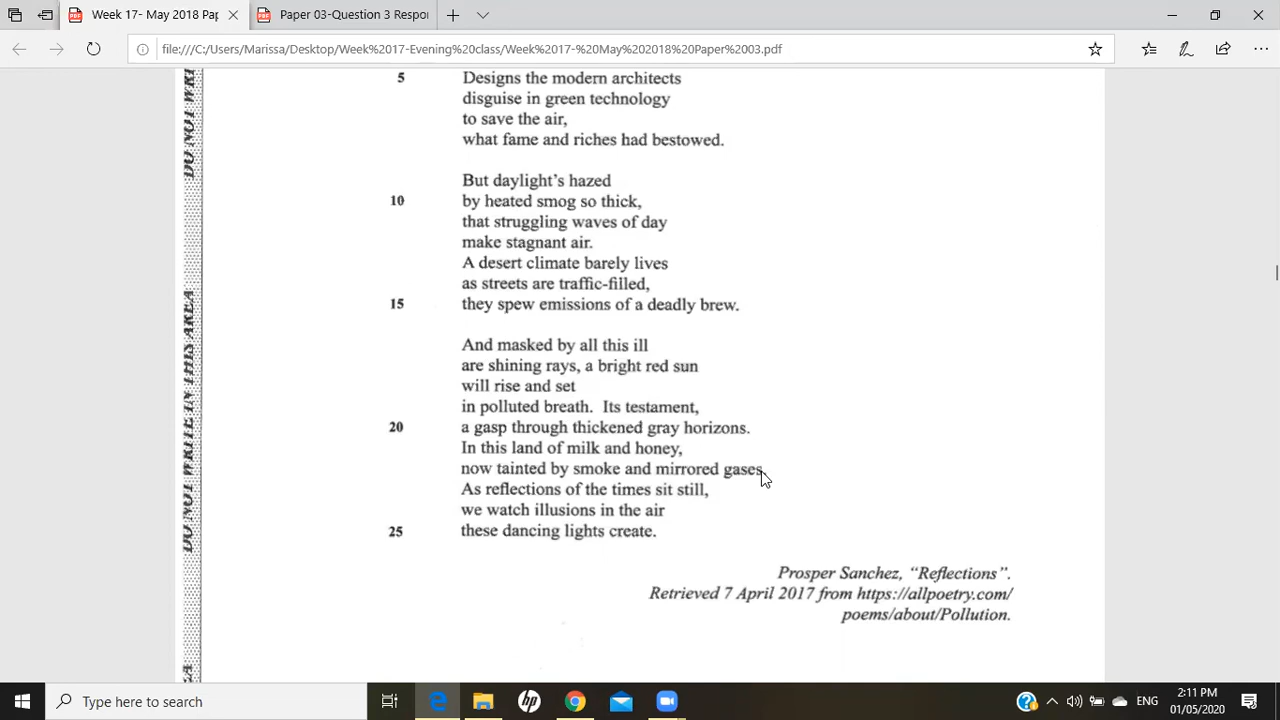 Week 17- May 2018 Pap
Paper 03-Question 3 Respon
file:///C:/Users/Marissa/Desktop/Week%2017-Evening%20class/Week%2017-%20May%202018%20Paper%2003.pdf
5 Designs the modern architects
disguise in green technology
to save the air,
what fame and riches had bestowed.
But daylight's hazed
10 by heated smog so thick,
that struggling waves of day
make stagnant air.
A desert climate barely lives
as streets are traffic-filled,
15 they spew emissions of a deadly brew.
And masked by all this ill
are shining rays, a bright red sun
will rise and set
in polluted breath. Its testament,
20 a gasp through thickened gray horizons.
In this land of milk and honey,
now tainted by smoke and mirrored gases
As reflections of the times sit still,
we watch illusions in the air
25 these dancing lights create.
Prosper Sanchez, "Reflections".
Retrieved 7 April 2017 from https://allpoetry.com/
poems/about/Pollution.
DO NOT WRITE IN THIS AREA
Type here to search
hp
ENG
2:11 PM
01/05/2020